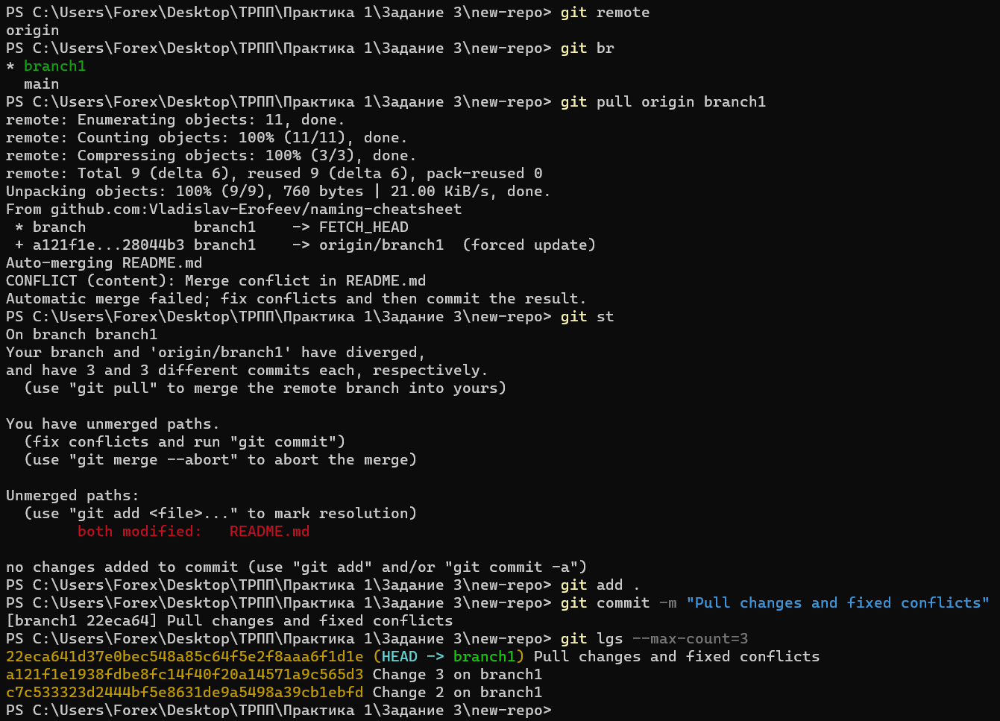 PS C:\Users\Forex\Desktop\ТРПП\Практика 1\Задание 3\new-repo> git remote
origin
PS C:\Users\Forex\Desktop\ТРПП\Практика 1\Задание 3\new-repo> git br
* branch1
  main
PS C:\Users\Forex\Desktop\ТРПП\Практика 1\Задание 3\new-repo> git pull origin branch1
remote: Enumerating objects: 11, done.
remote: Counting objects: 100% (11/11), done.
remote: Compressing objects: 100% (3/3), done.
remote: Total 9 (delta 6), reused 9 (delta 6), pack-reused 0
Unpacking objects: 100% (9/9), 760 bytes | 21.00 KiB/s, done.
From github.com:Vladislav-Erofeev/naming-cheatsheet
 * branch            branch1    -> FETCH_HEAD
 + a121f1e...28044b3 branch1    -> origin/branch1  (forced update)
Auto-merging README.md
CONFLICT (content): Merge conflict in README.md
Automatic merge failed; fix conflicts and then commit the result.
PS C:\Users\Forex\Desktop\ТРПП\Практика 1\Задание 3\new-repo> git st
On branch branch1
Your branch and 'origin/branch1' have diverged,
and have 3 and 3 different commits each, respectively.
  (use "git pull" to merge the remote branch into yours)

You have unmerged paths.
  (fix conflicts and run "git commit")
  (use "git merge --abort" to abort the merge)

Unmerged paths:
  (use "git add <file>..." to mark resolution)
        both modified:   README.md

no changes added to commit (use "git add" and/or "git commit -a")
PS C:\Users\Forex\Desktop\ТРПП\Практика 1\Задание 3\new-repo> git add .
PS C:\Users\Forex\Desktop\ТРПП\Практика 1\Задание 3\new-repo> git commit -m "Pull changes and fixed conflicts"
[branch1 22eca64] Pull changes and fixed conflicts
PS C:\Users\Forex\Desktop\ТРПП\Практика 1\Задание 3\new-repo> git lgs --max-count=3
22eca641d37e0bec548a85c64f5e2f8aaa6f1d1e (HEAD -> branch1) Pull changes and fixed conflicts
a121f1e1938fdbe8fc14f40f20a14571a9c565d3 Change 3 on branch1
c7c533323d2444bf5e8631de9a5498a39cb1ebfd Change 2 on branch1
PS C:\Users\Forex\Desktop\ТРПП\Практика 1\Задание 3\new-repo>